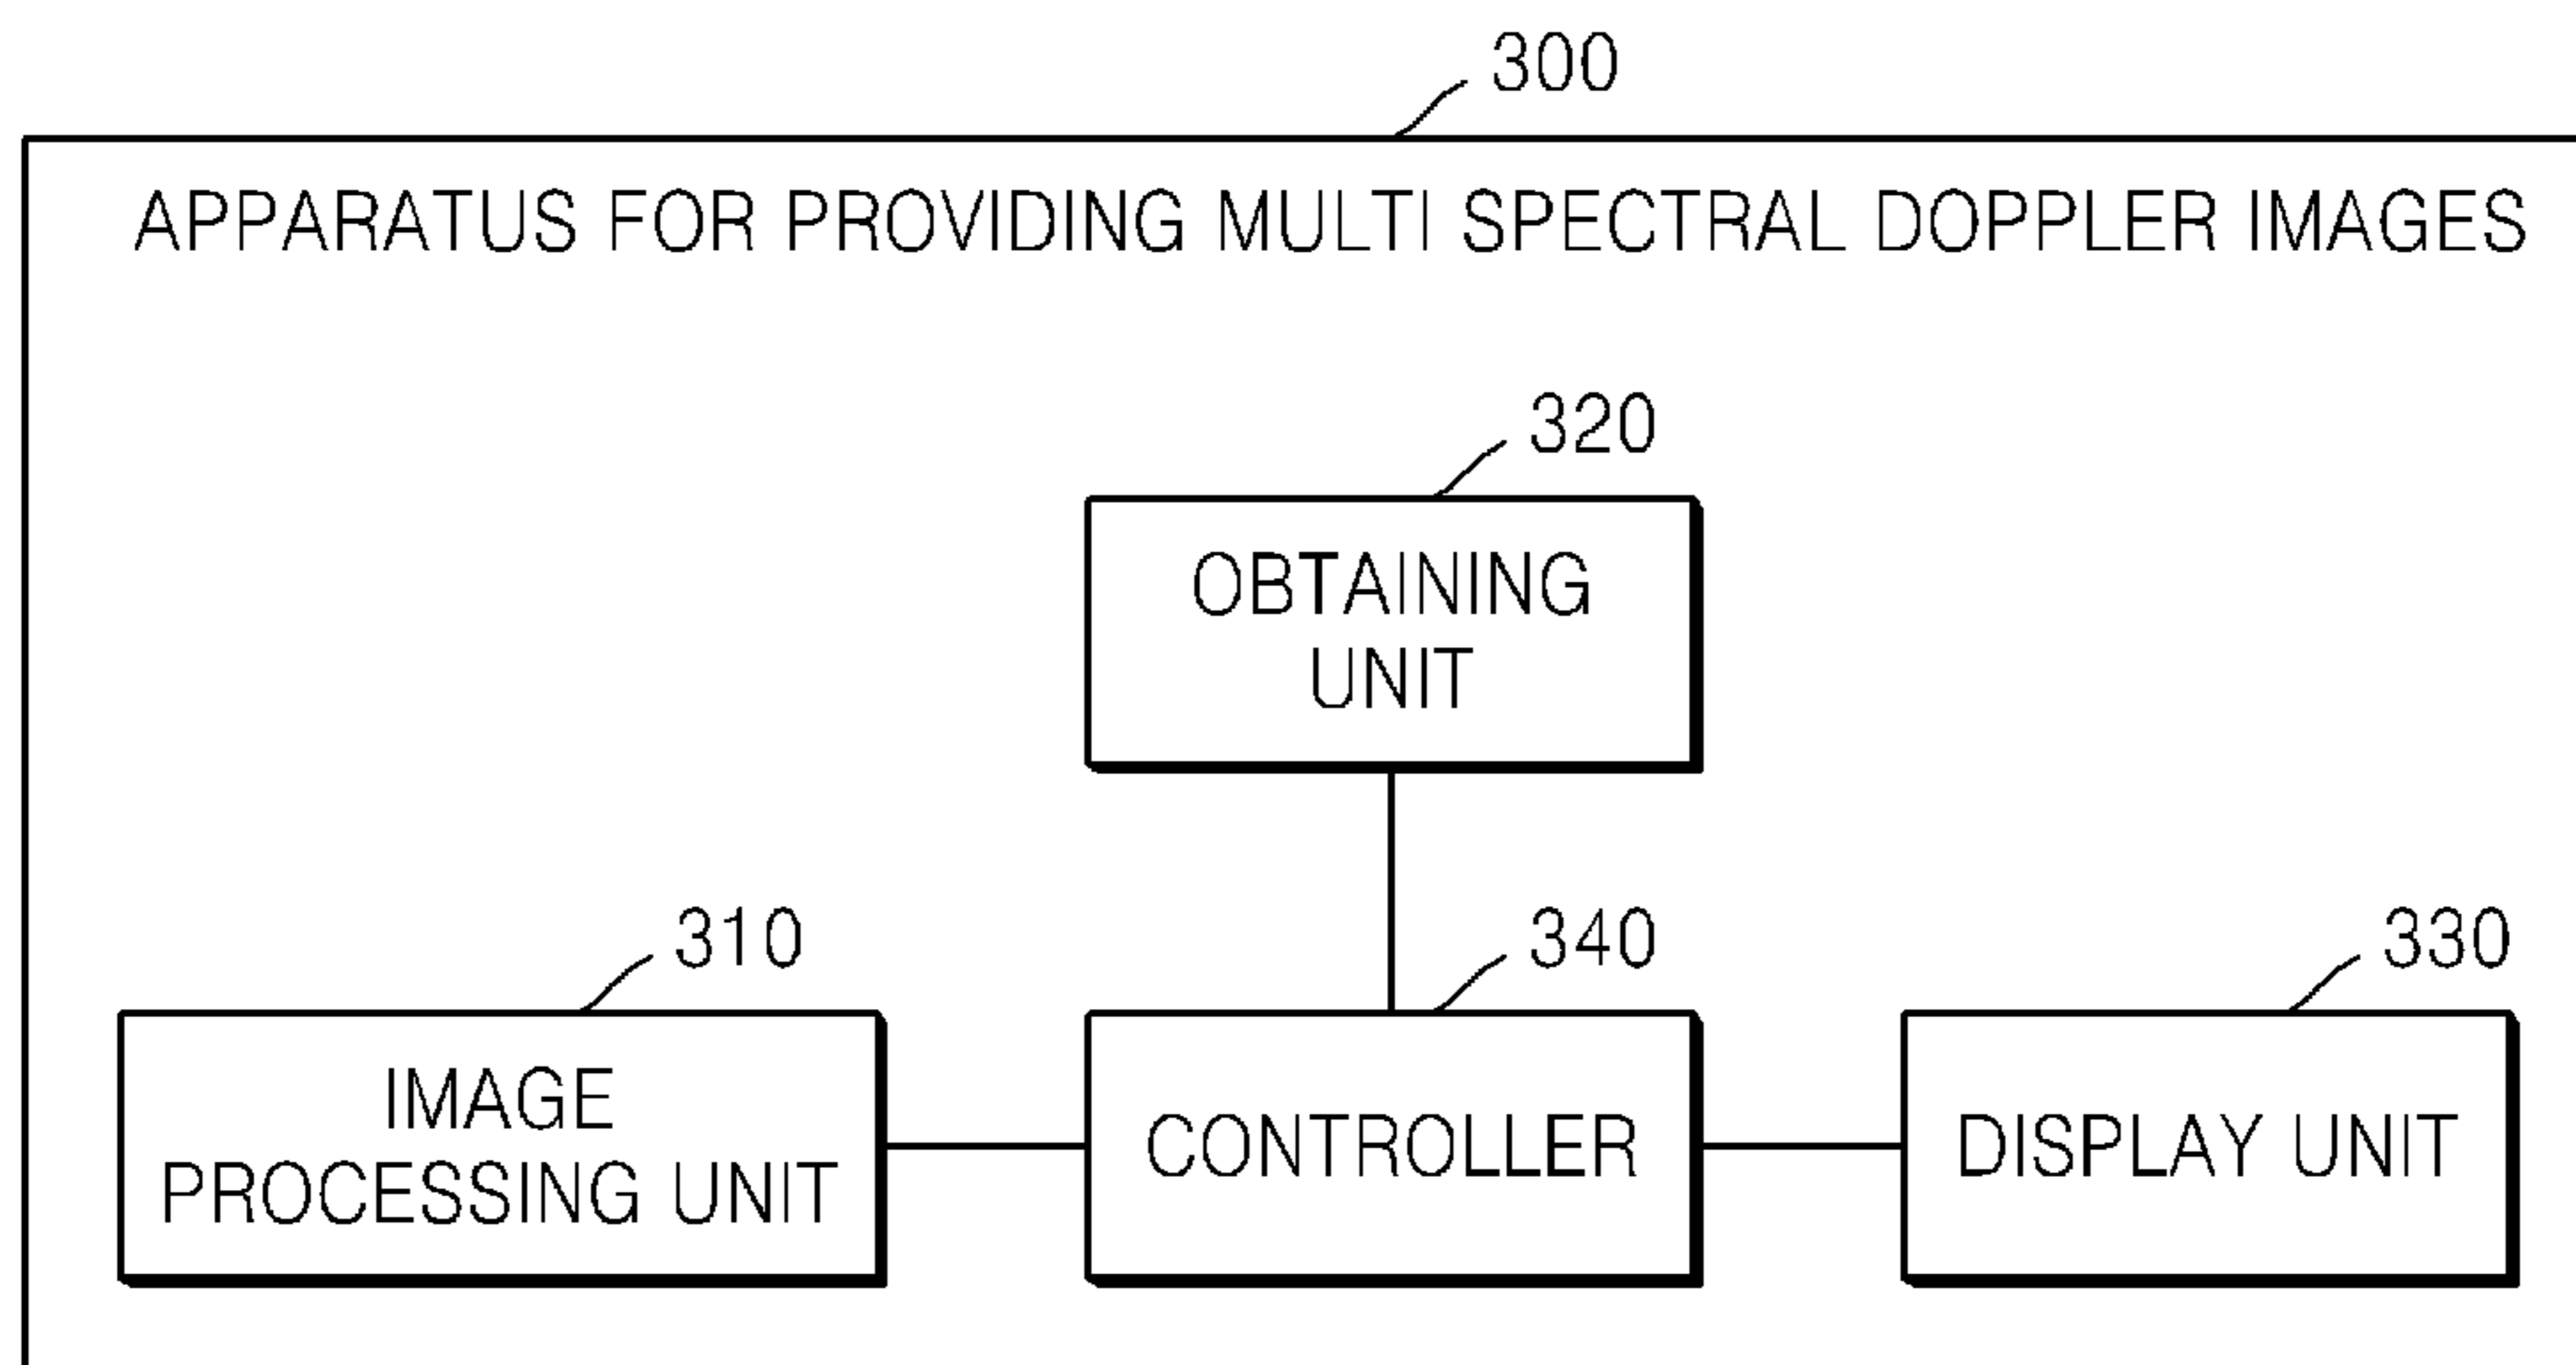 300
APPARATUS FOR PROVIDING MULTI SPECTRAL DOPPLER IMAGES
320
OBTAINING
UNIT
310
340
330
IMAGE
PROCESSING UNIT
CONTROLLER
DISPLAY UNIT